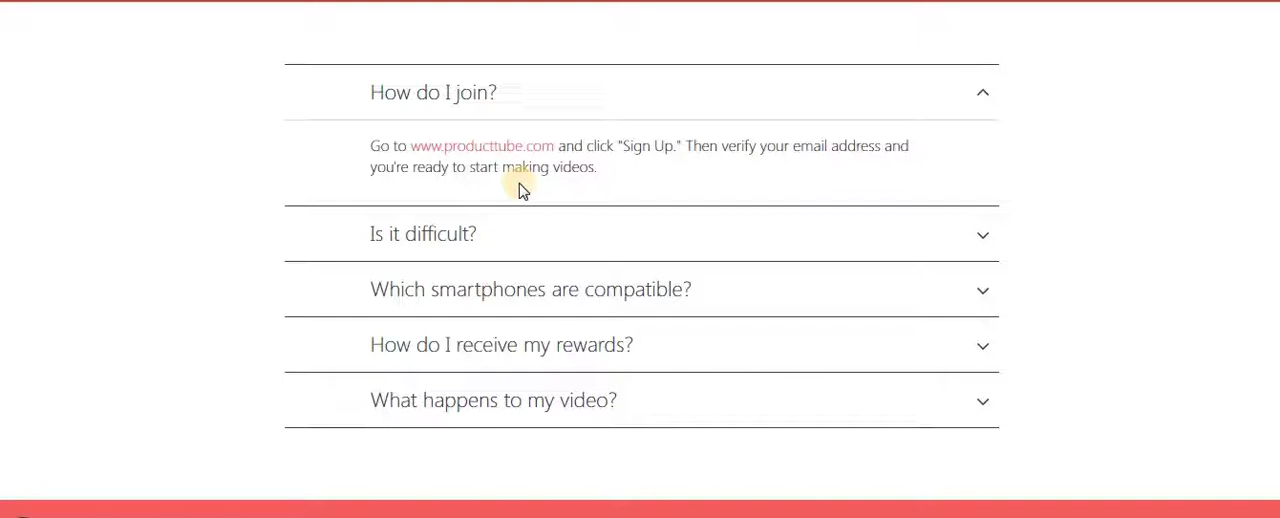 How do I join?
Go to www.producttube.com and click "Sign Up." Then verify your email address and
you're ready to start making videos.
Is it difficult?
Which smartphones are compatible?
How do I receive my rewards?
What happens to my video?